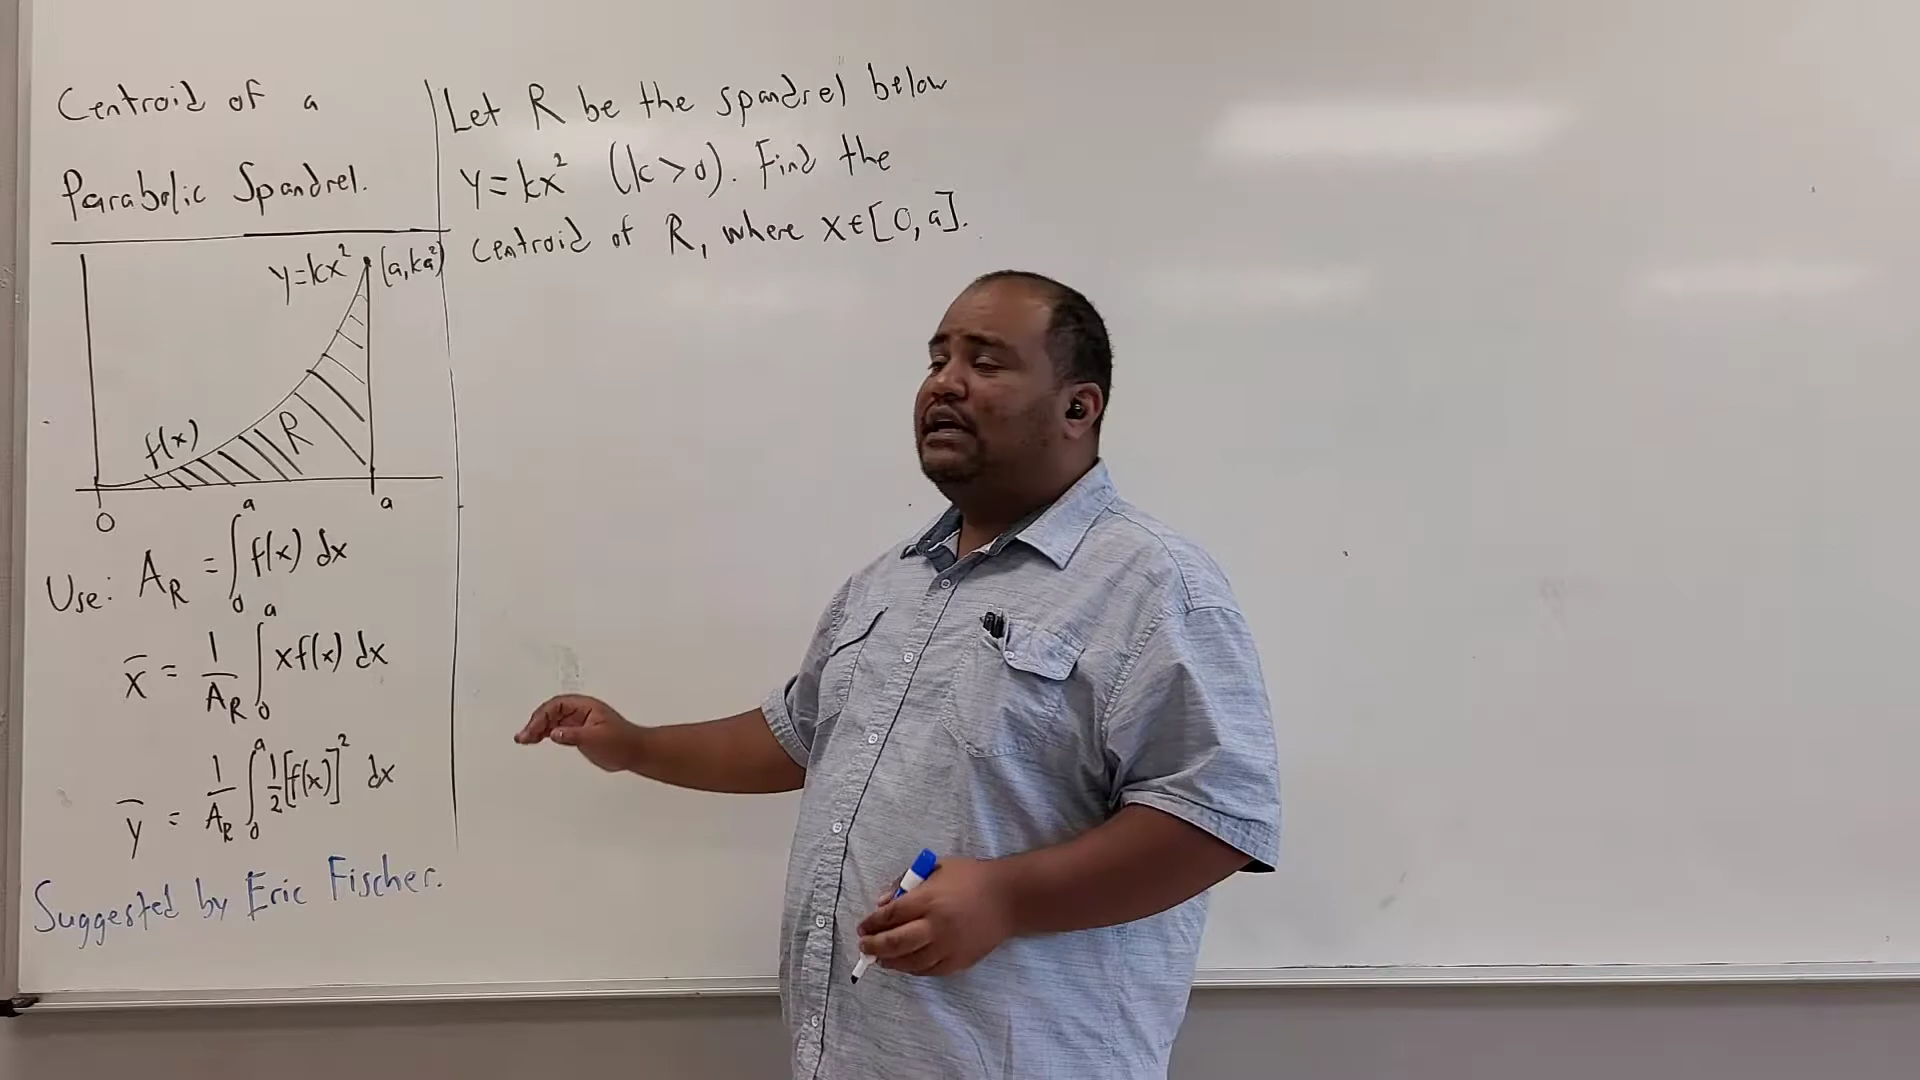 Centroid of a
Parabolic Spandrel.
y=kx² (a,ka²)
f(x)
R
0 a
Use: A_R = ∫₀ᵃ f(x) dx
x̄ = 1/A_R ∫₀ᵃ xf(x) dx
ȳ = 1/A_R ∫₀ᵃ 1/2[f(x)]² dx
Suggested by Eric Fischer.
Let R be the spandrel below
y=kx² (k>0). Find the
centroid of R, where x∈[0,a].